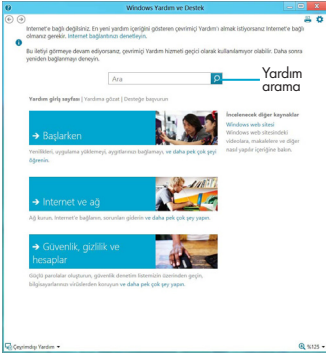 Windows Yardım ve Destek
Internet'e bağlı değilsiniz. En yeni yardım içeriğini gösteren çevrimiçi Yardım'ı almak istiyorsanız Internet'e bağlı
olmanız gerekir. Internet bağlantınızı denetleyin.
Bu iletiyi görmeye devam ediyorsanız, çevrimiçi Yardım hizmeti geçici olarak kullanılamıyor olabilir. Daha sonra
yeniden bağlanmayı deneyin.
Ara
Yardım
arama
Yardım giriş sayfası | Yardıma gözat | Desteğe başvurun
→ Başlarken
Yenilikleri, uygulama yüklemeyi, aygıtlarınızı bağlamayı, ve daha pek çok şeyi
öğrenin.
→ Internet ve ağ
Ağ kurun, Internet'e bağlanın, sorunları giderin ve daha pek çok şey yapın.
→ Güvenlik, gizlilik ve
hesaplar
Güçlü parolalar oluşturun, güvenlik denetim listemizin üzerinden geçin,
bilgisayarlarınızı virüslerden koruyun ve daha pek çok şey yapın.
İncelenecek diğer kaynaklar
Windows web sitesi
Windows web sitesindeki
videolara, makalelere ve diğer
nasıl yapılır içeriğine bakın.
Çevrimdışı Yardım
%125